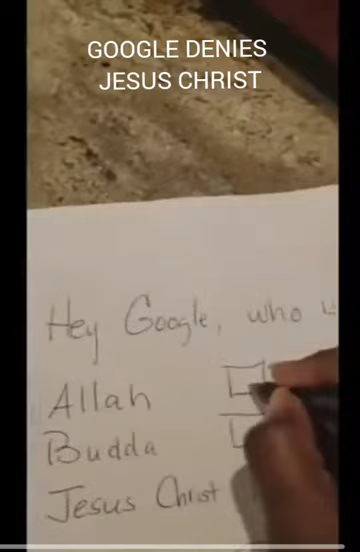 GOOGLE DENIES
JESUS CHRIST
Hey Google, who
Allah
Budda
Jesus Christ